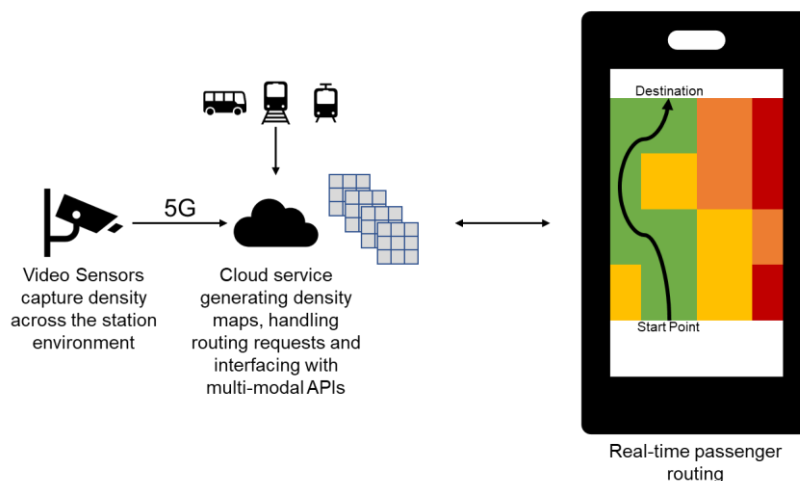 5G
Video Sensors
capture density
across the station
environment
Cloud service
generating density
maps, handling
routing requests and
interfacing with
multi-modal APIs
Destination
Start Point
Real-time passenger
routing